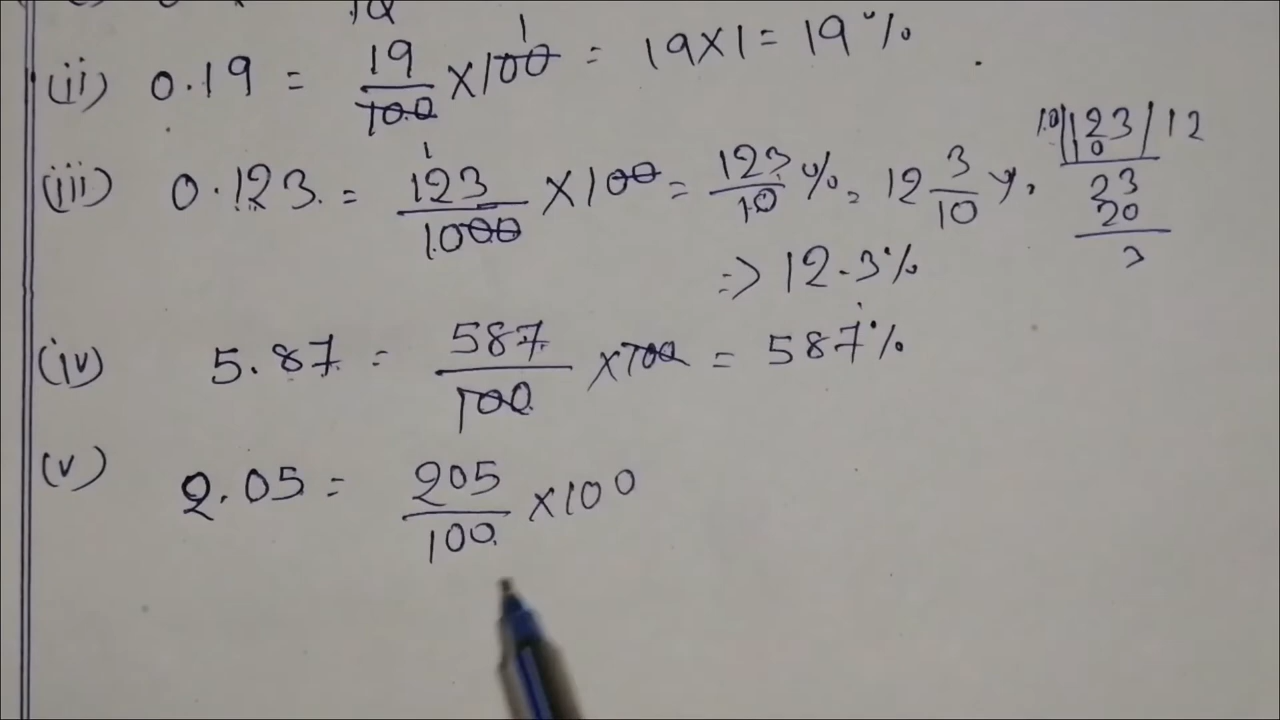 (ii) 0.19 = 19/100 × 100 1 = 19 × 1 = 19 %
(iii) 0.123 = 123/1000 × 100 = 123/10 % = 12 3/10 %
10 | 123 | 12
10
23
20
3
=> 12.3 %
(iv) 5.87 = 587/100 × 100 = 587 %
(v) 2.05 = 205/100 × 100